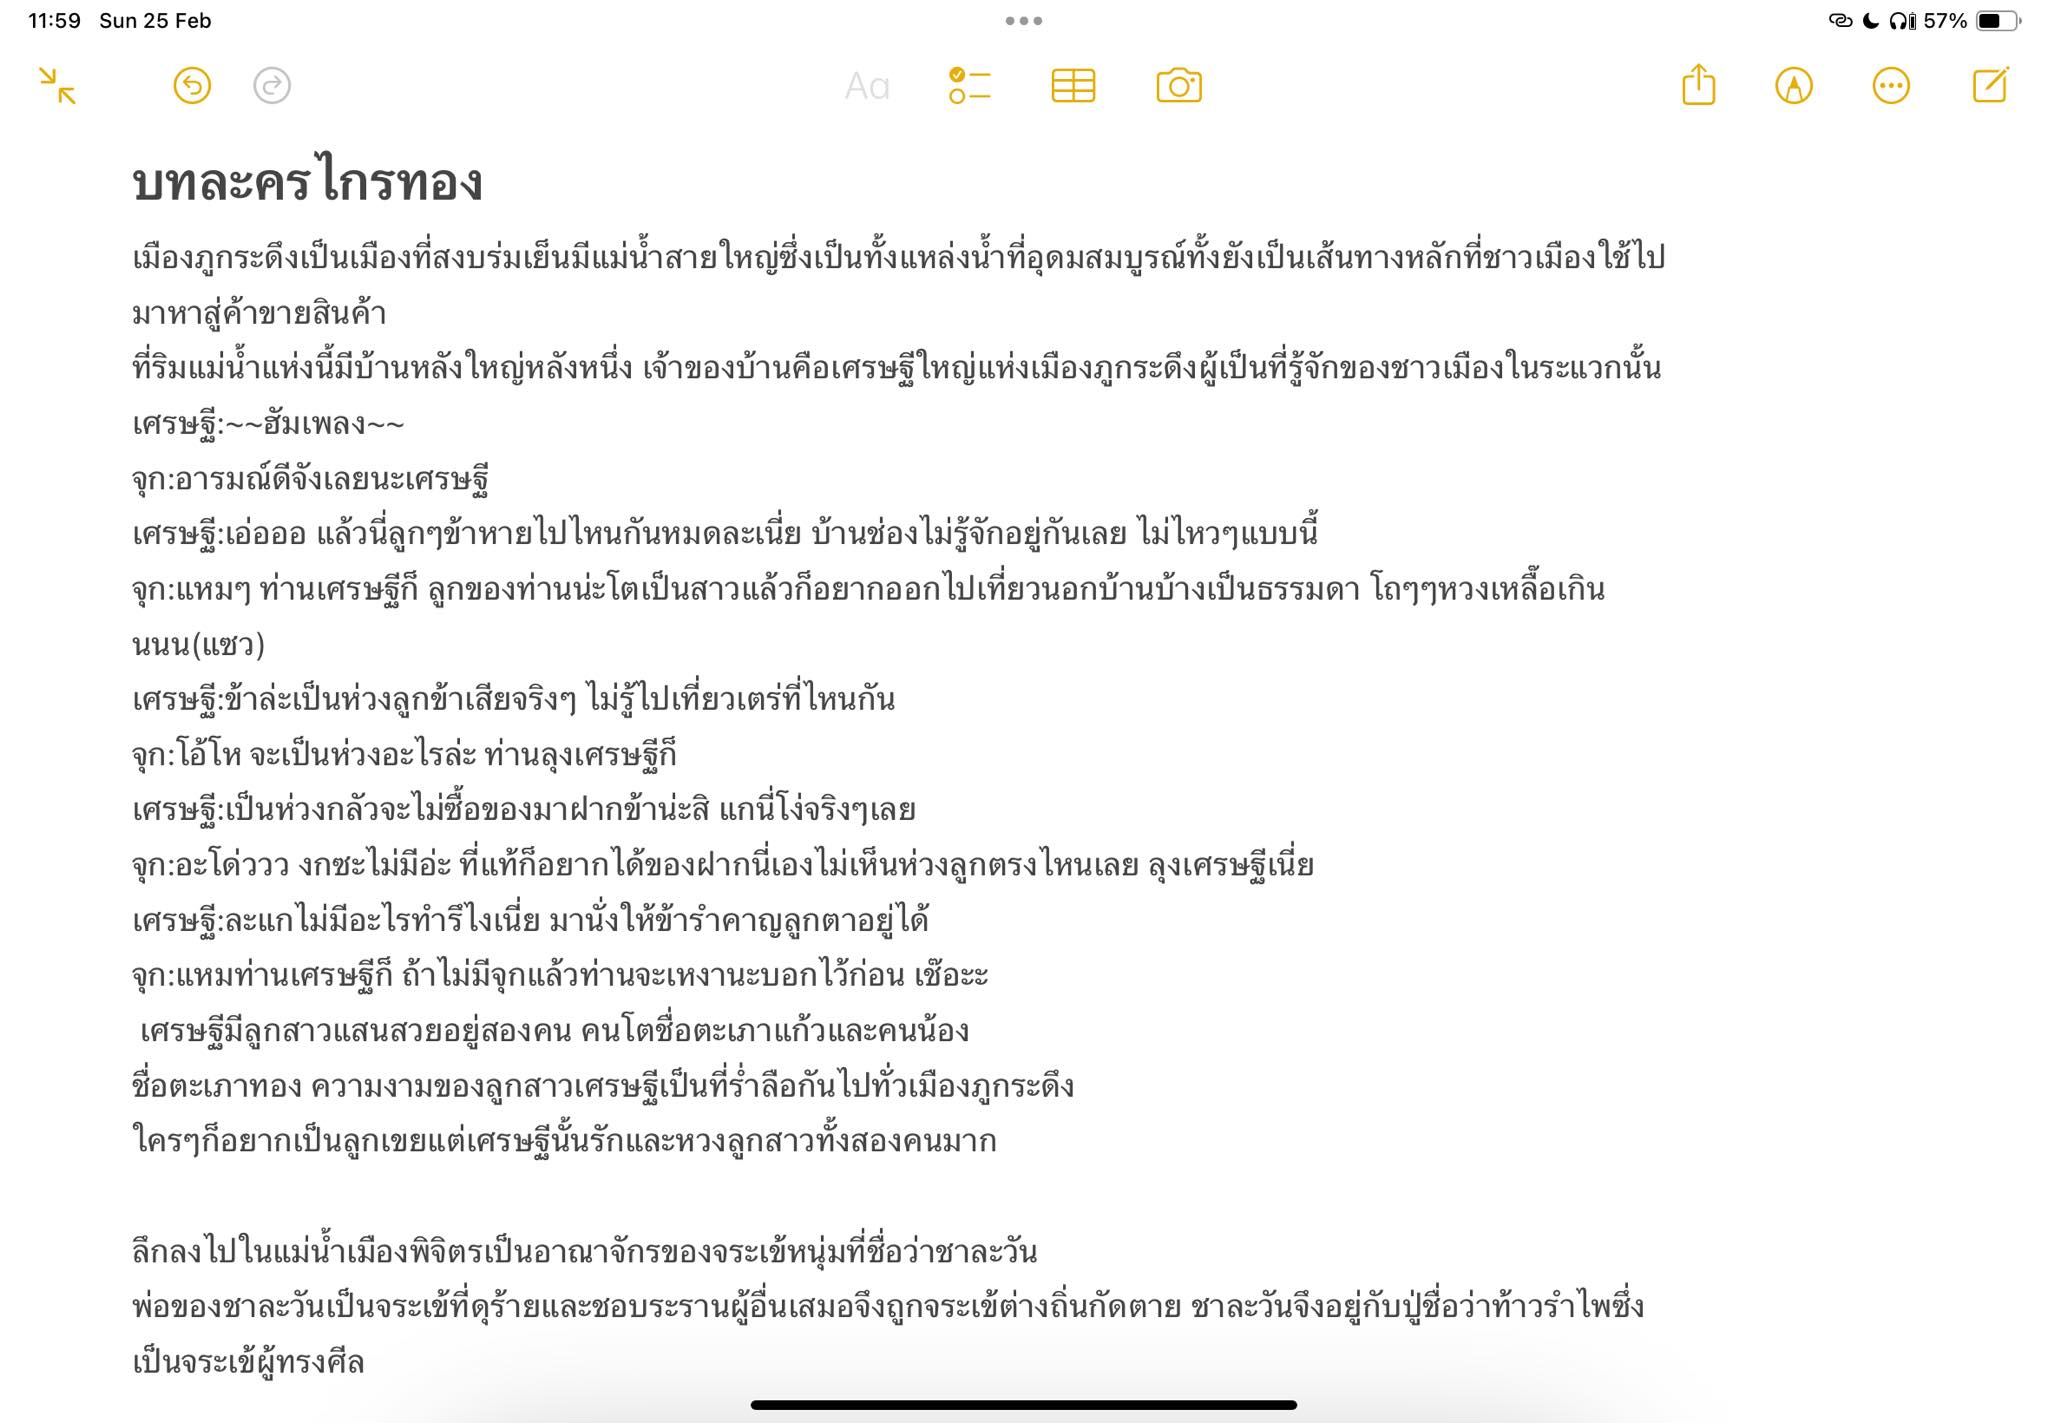 11:59 Sun 25 Feb
57%
Aa
บทละครไกรทอง
เมืองภูกระดึงเป็นเมืองที่สงบร่มเย็นมีแม่น้ำสายใหญ่ซึ่งเป็นทั้งแหล่งน้ำที่อุดมสมบูรณ์ทั้งยังเป็นเส้นทางหลักที่ชาวเมืองใช้ไป
มาหาสู่ค้าขายสินค้า
ที่ริมแม่น้ำแห่งนี้มีบ้านหลังใหญ่หลังหนึ่ง เจ้าของบ้านคือเศรษฐีใหญ่แห่งเมืองภูกระดึงผู้เป็นที่รู้จักของชาวเมืองในระแวกนั้น
เศรษฐี:~~ฮัมเพลง~~
จุก:อารมณ์ดีจังเลยนะเศรษฐี
เศรษฐี:เอ่อออ แล้วนี่ลูกๆข้าหายไปไหนกันหมดละเนี่ย บ้านช่องไม่รู้จักอยู่กันเลย ไม่ไหวๆแบบนี้
จุก:แหมๆ ท่านเศรษฐีก็ ลูกของท่านน่ะโตเป็นสาวแล้วก็อยากออกไปเที่ยวนอกบ้านบ้างเป็นธรรมดา โถๆๆหวงเหลื๊อเกิน
นนน(แซว)
เศรษฐี:ข้าล่ะเป็นห่วงลูกข้าเสียจริงๆ ไม่รู้ไปเที่ยวเตร่ที่ไหนกัน
จุก:โอ้โห จะเป็นห่วงอะไรล่ะ ท่านลุงเศรษฐีก็
เศรษฐี:เป็นห่วงกลัวจะไม่ซื้อของมาฝากข้าน่ะสิ แกนี่โง่จริงๆเลย
จุก:อะโด่ววว งกซะไม่มีอ่ะ ที่แท้ก็อยากได้ของฝากนี่เองไม่เห็นห่วงลูกตรงไหนเลย ลุงเศรษฐีเนี่ย
เศรษฐี:ละแกไม่มีอะไรทำรึไงเนี่ย มานั่งให้ข้ารำคาญลูกตาอยู่ได้
จุก:แหมท่านเศรษฐีก็ ถ้าไม่มีจุกแล้วท่านจะเหงานะบอกไว้ก่อน เช๊อะะ
เศรษฐีมีลูกสาวแสนสวยอยู่สองคน คนโตชื่อตะเภาแก้วและคนน้อง
ชื่อตะเภาทอง ความงามของลูกสาวเศรษฐีเป็นที่ร่ำลือกันไปทั่วเมืองภูกระดึง
ใครๆก็อยากเป็นลูกเขยแต่เศรษฐีนั้นรักและหวงลูกสาวทั้งสองคนมาก
ลึกลงไปในแม่น้ำเมืองพิจิตรเป็นอาณาจักรของจระเข้หนุ่มที่ชื่อว่าชาละวัน
พ่อของชาละวันเป็นจระเข้ที่ดุร้ายและชอบระรานผู้อื่นเสมอจึงถูกจระเข้ต่างถิ่นกัดตาย ชาละวันจึงอยู่กับปู่ชื่อว่าท้าวรำไพซึ่ง
เป็นจระเข้ผู้ทรงศีล